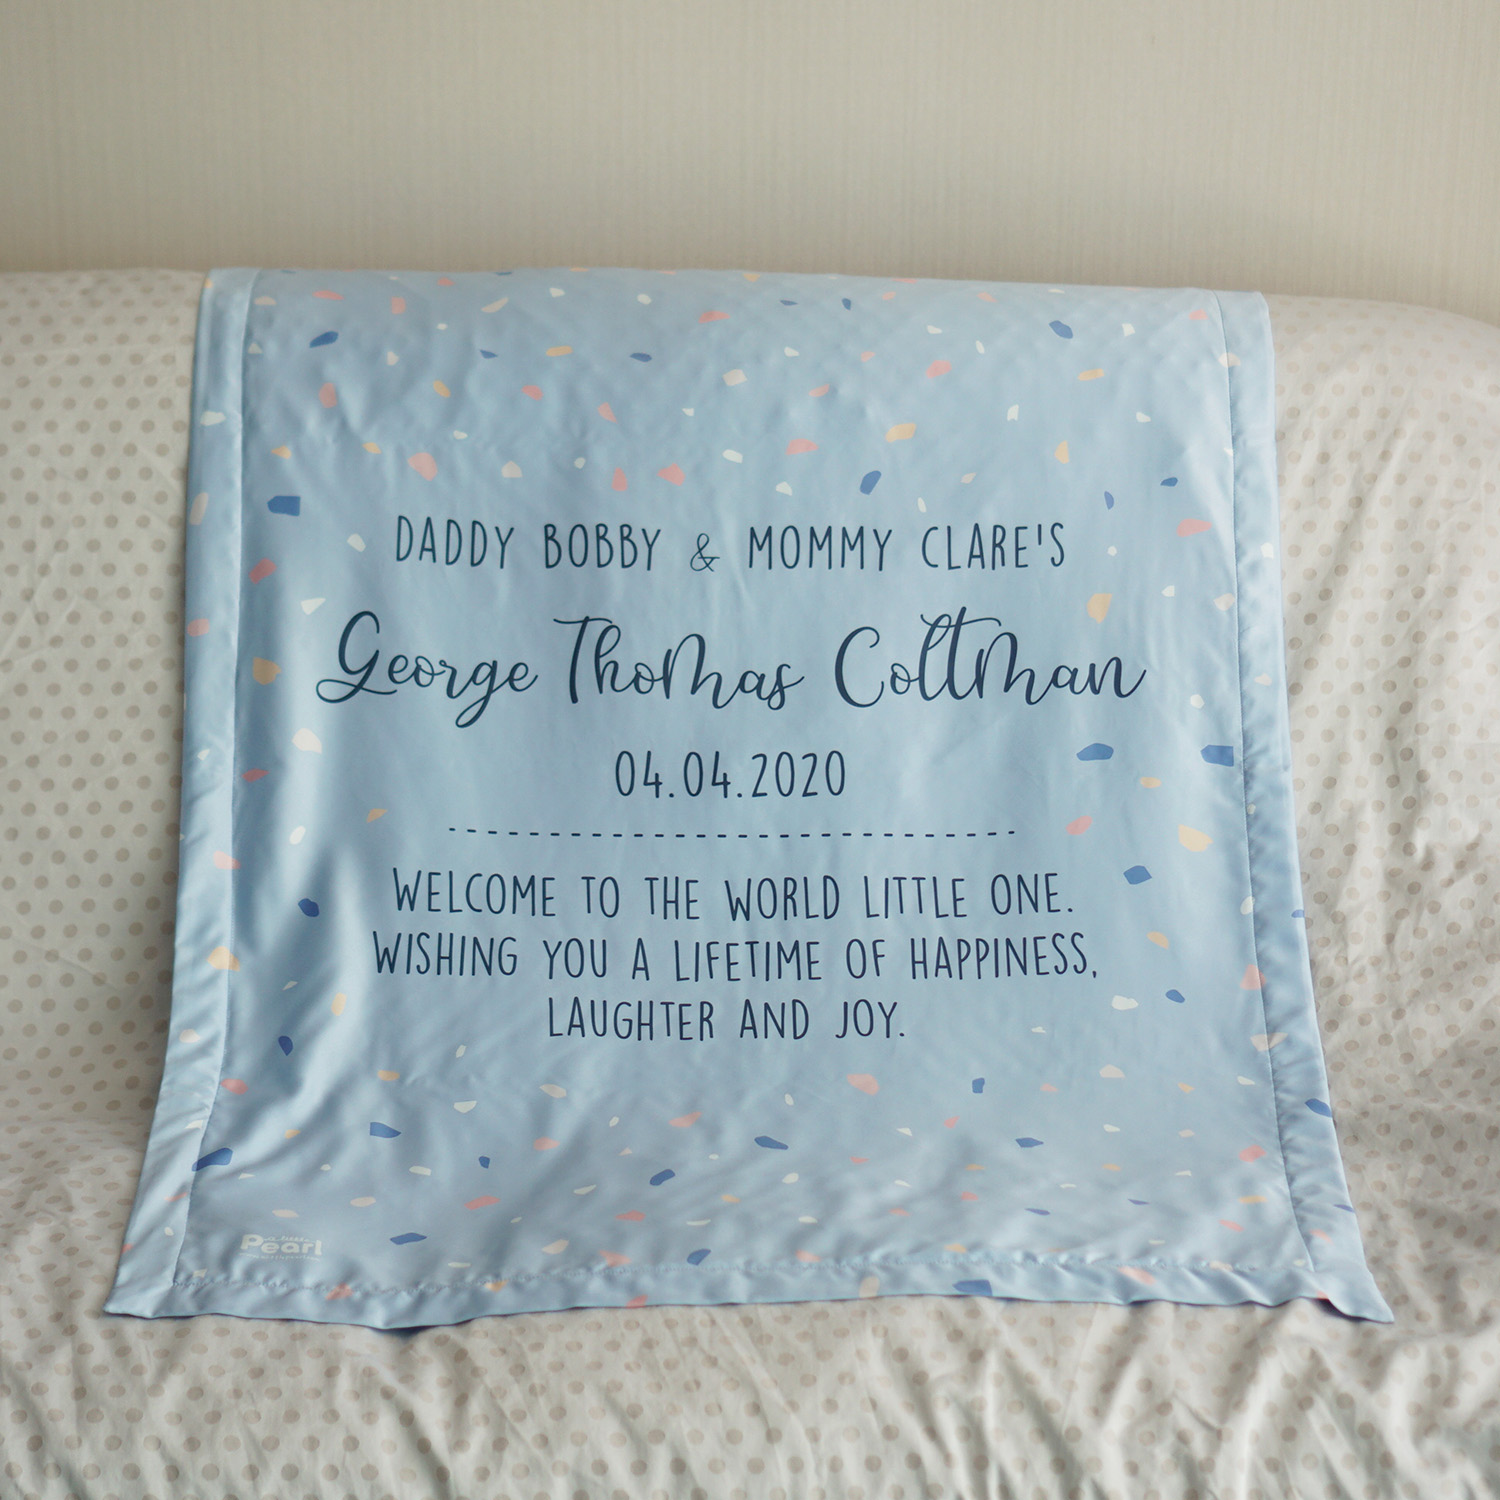 DADDY BOBBY & MOMMY CLARE'S
George Thomas Coltman
04.04.2020
WELCOME TO THE WORLD LITTLE ONE.
WISHING YOU A LIFETIME OF HAPPINESS,
LAUGHTER AND JOY.
Pearl